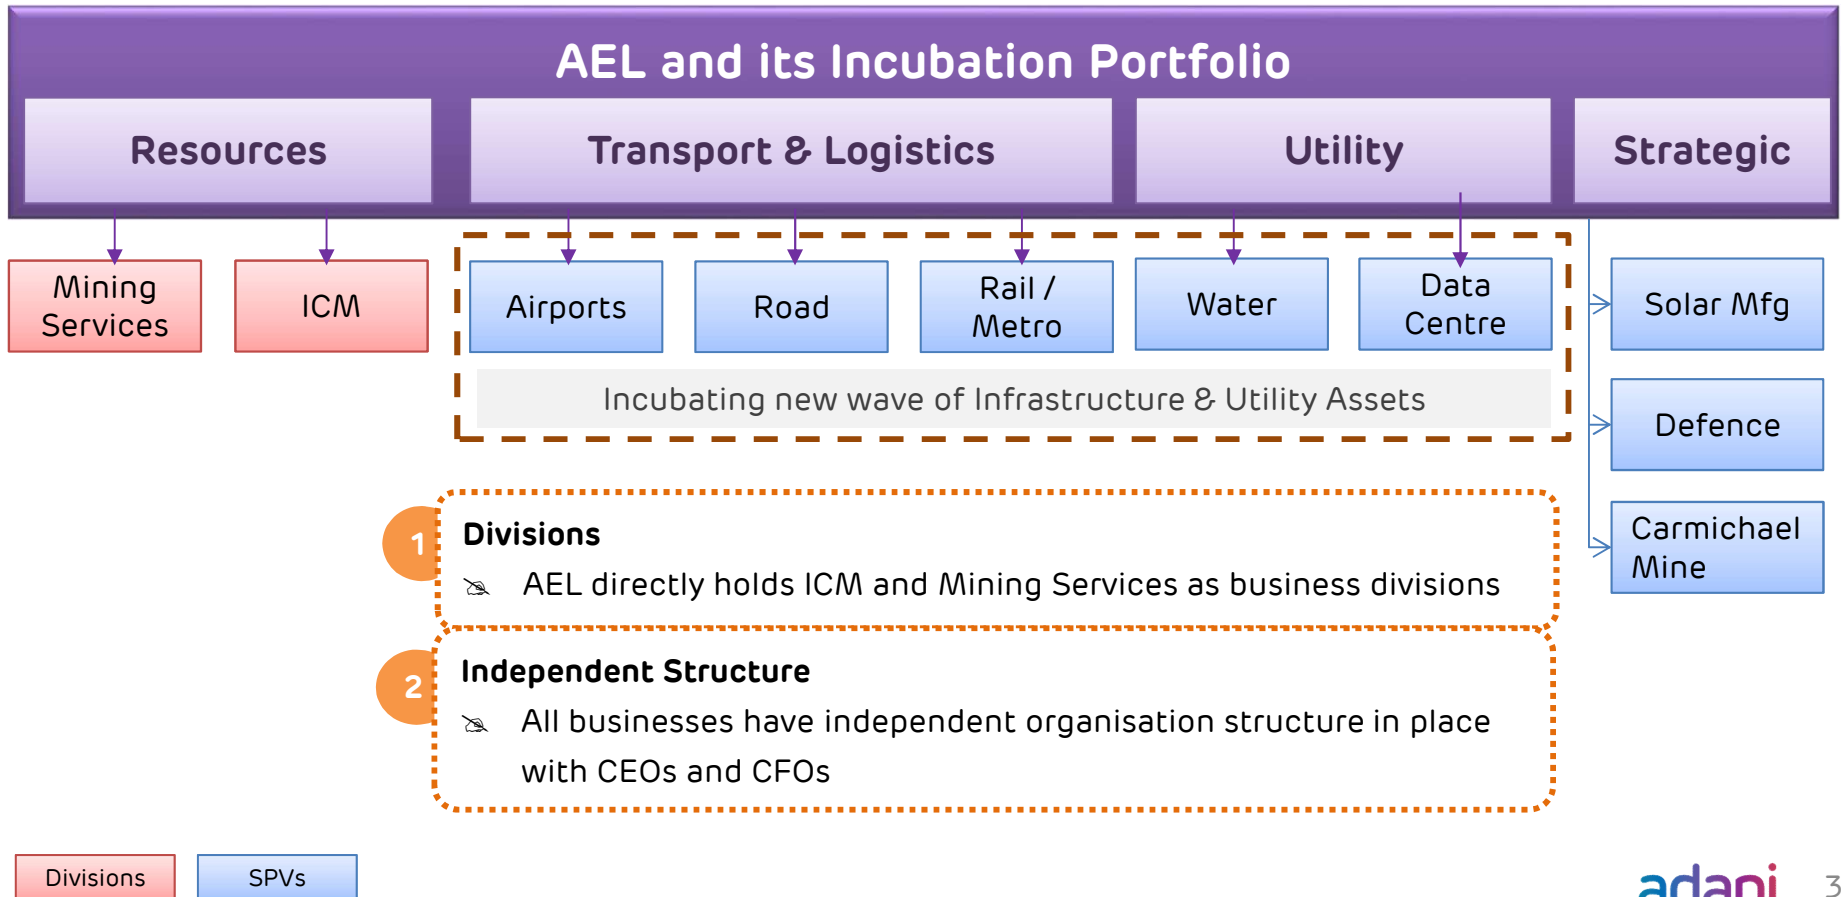 AEL and its Incubation Portfolio
Resources
Transport & Logistics
Utility
Strategic
Mining
Services
ICM
Airports
Road
Rail /
Metro
Water
Data
Centre
Solar Mfg
Incubating new wave of Infrastructure & Utility Assets
Defence
Carmichael
Mine
1
Divisions
AEL directly holds ICM and Mining Services as business divisions
2
Independent Structure
All businesses have independent organisation structure in place
with CEOs and CFOs
Divisions
SPVs
adani
3